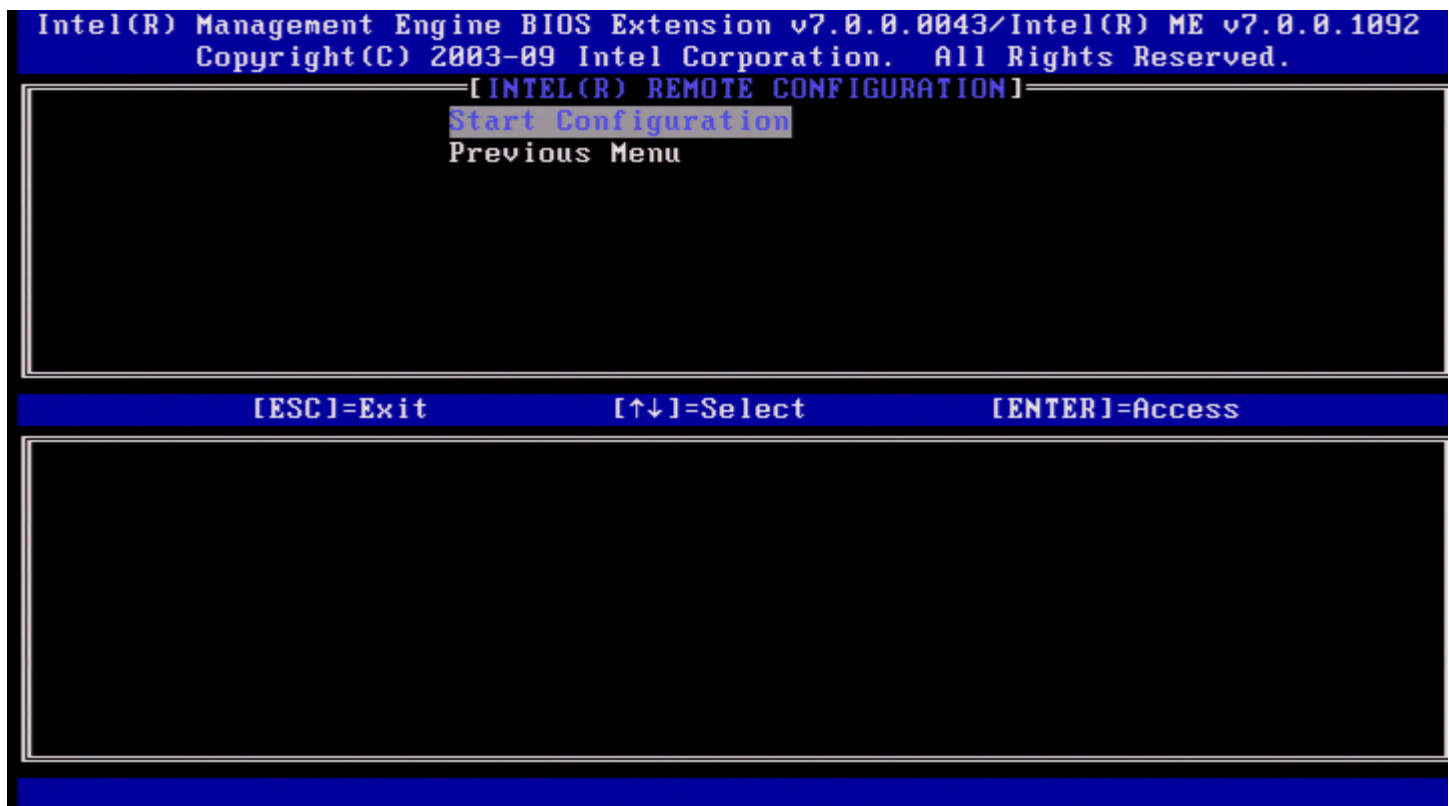 Intel(R) Management Engine BIOS Extension v7.0.0.0043/Intel(R) ME v7.0.0.1092
Copyright(C) 2003-09 Intel Corporation. All Rights Reserved.
[INTEL(R) REMOTE CONFIGURATION]
Start Configuration
Previous Menu
[ESC]=Exit [↑↓]=Select [ENTER]=Access